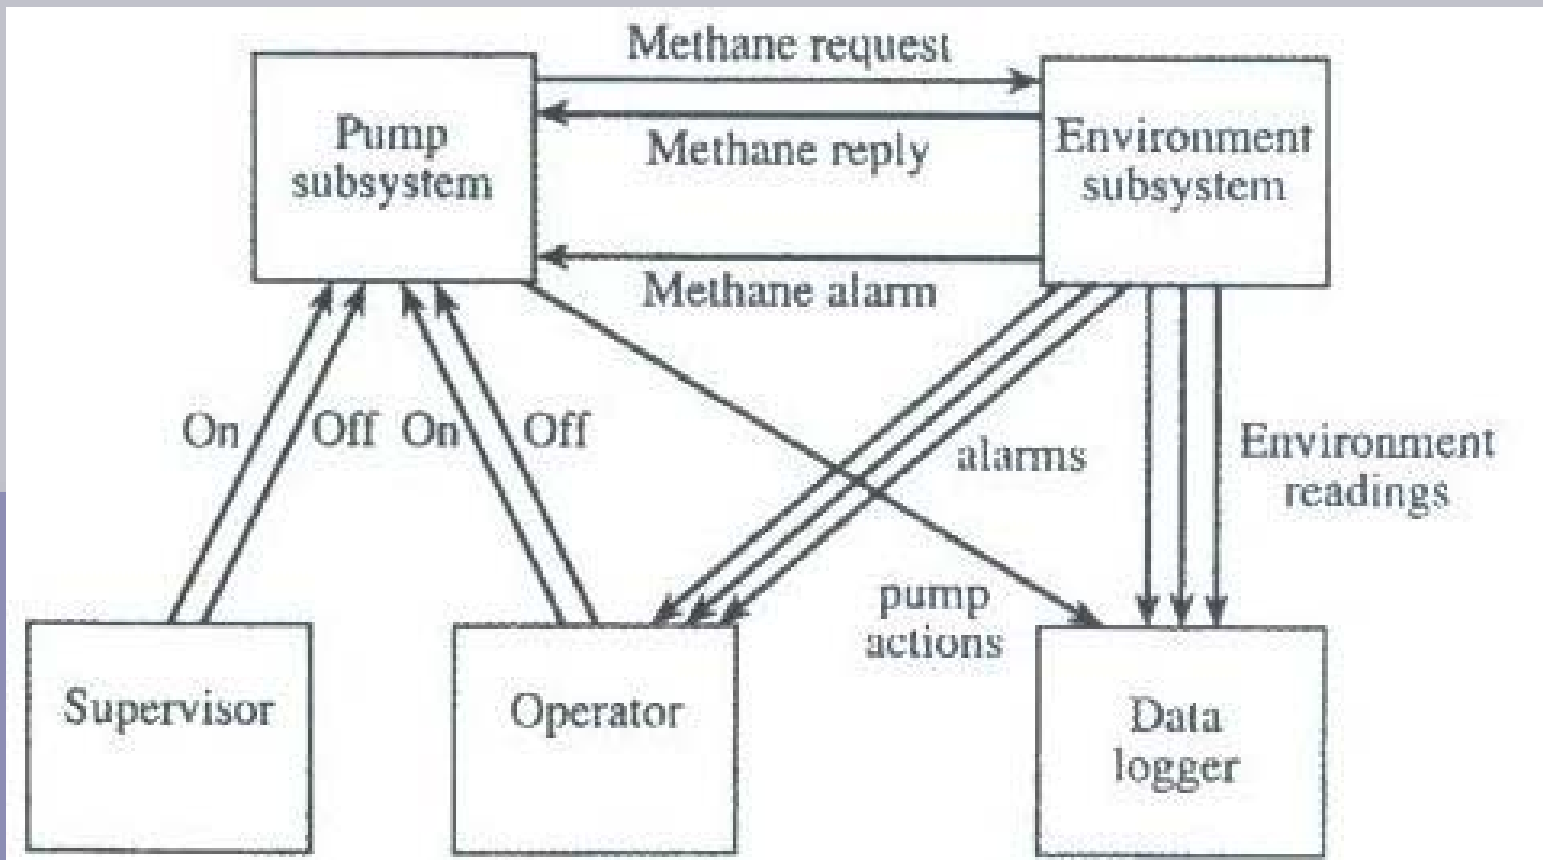 Methane request
Pump
subsystem
Environment
subsystem
Methane reply
Methane alarm
On
Off
On
Off
alarms
Environment
readings
pump
actions
Supervisor
Operator
Data
logger